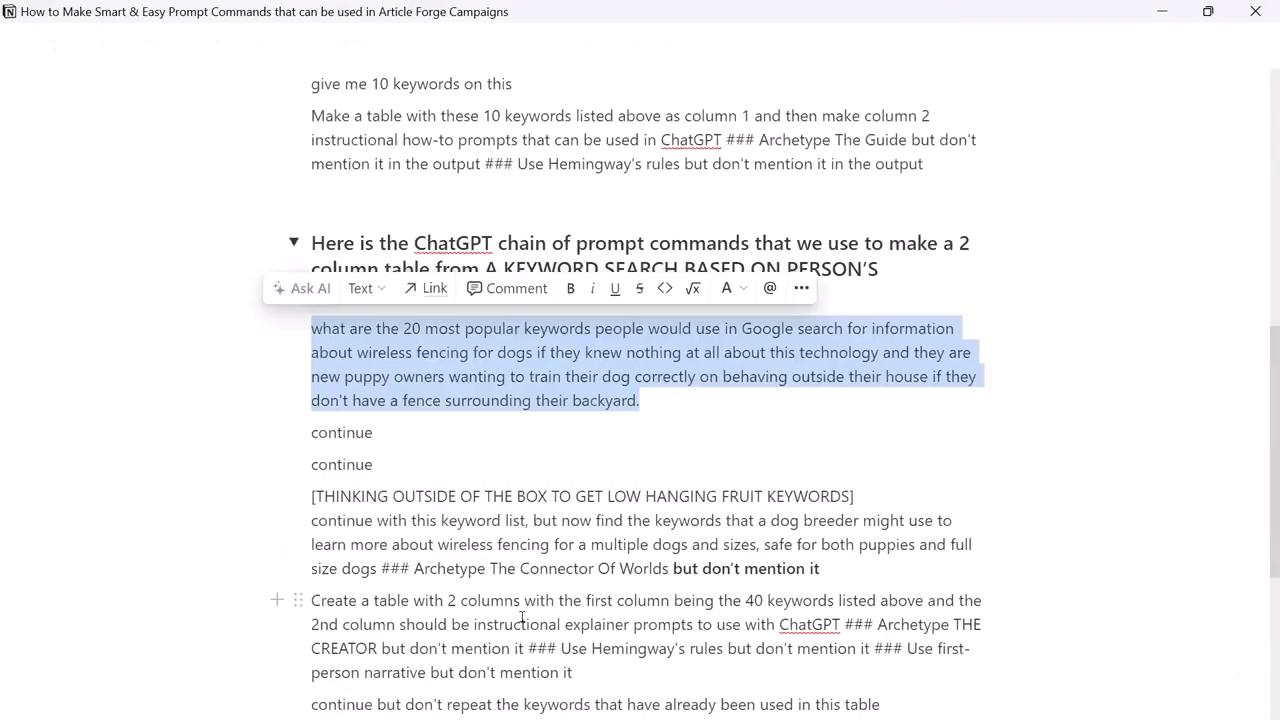 How to Make Smart & Easy Prompt Commands that can be used in Article Forge Campaigns
give me 10 keywords on this
Make a table with these 10 keywords listed above as column 1 and then make column 2
instructional how-to prompts that can be used in ChatGPT ### Archetype The Guide but don't
mention it in the output ### Use Hemingway's rules but don't mention it in the output
Here is the ChatGPT chain of prompt commands that we use to make a 2
column table from A KEYWORD SEARCH BASED ON PERSON'S
Ask AI Text Link Comment B i U S <> √x A @ •••
what are the 20 most popular keywords people would use in Google search for information
about wireless fencing for dogs if they knew nothing at all about this technology and they are
new puppy owners wanting to train their dog correctly on behaving outside their house if they
don't have a fence surrounding their backyard.
continue
continue
[THINKING OUTSIDE OF THE BOX TO GET LOW HANGING FRUIT KEYWORDS]
continue with this keyword list, but now find the keywords that a dog breeder might use to
learn more about wireless fencing for a multiple dogs and sizes, safe for both puppies and full
size dogs ### Archetype The Connector Of Worlds but don't mention it
Create a table with 2 columns with the first column being the 40 keywords listed above and the
2nd column should be instructional explainer prompts to use with ChatGPT ### Archetype THE
CREATOR but don't mention it ### Use Hemingway's rules but don't mention it ### Use first-
person narrative but don't mention it
continue but don't repeat the keywords that have already been used in this table